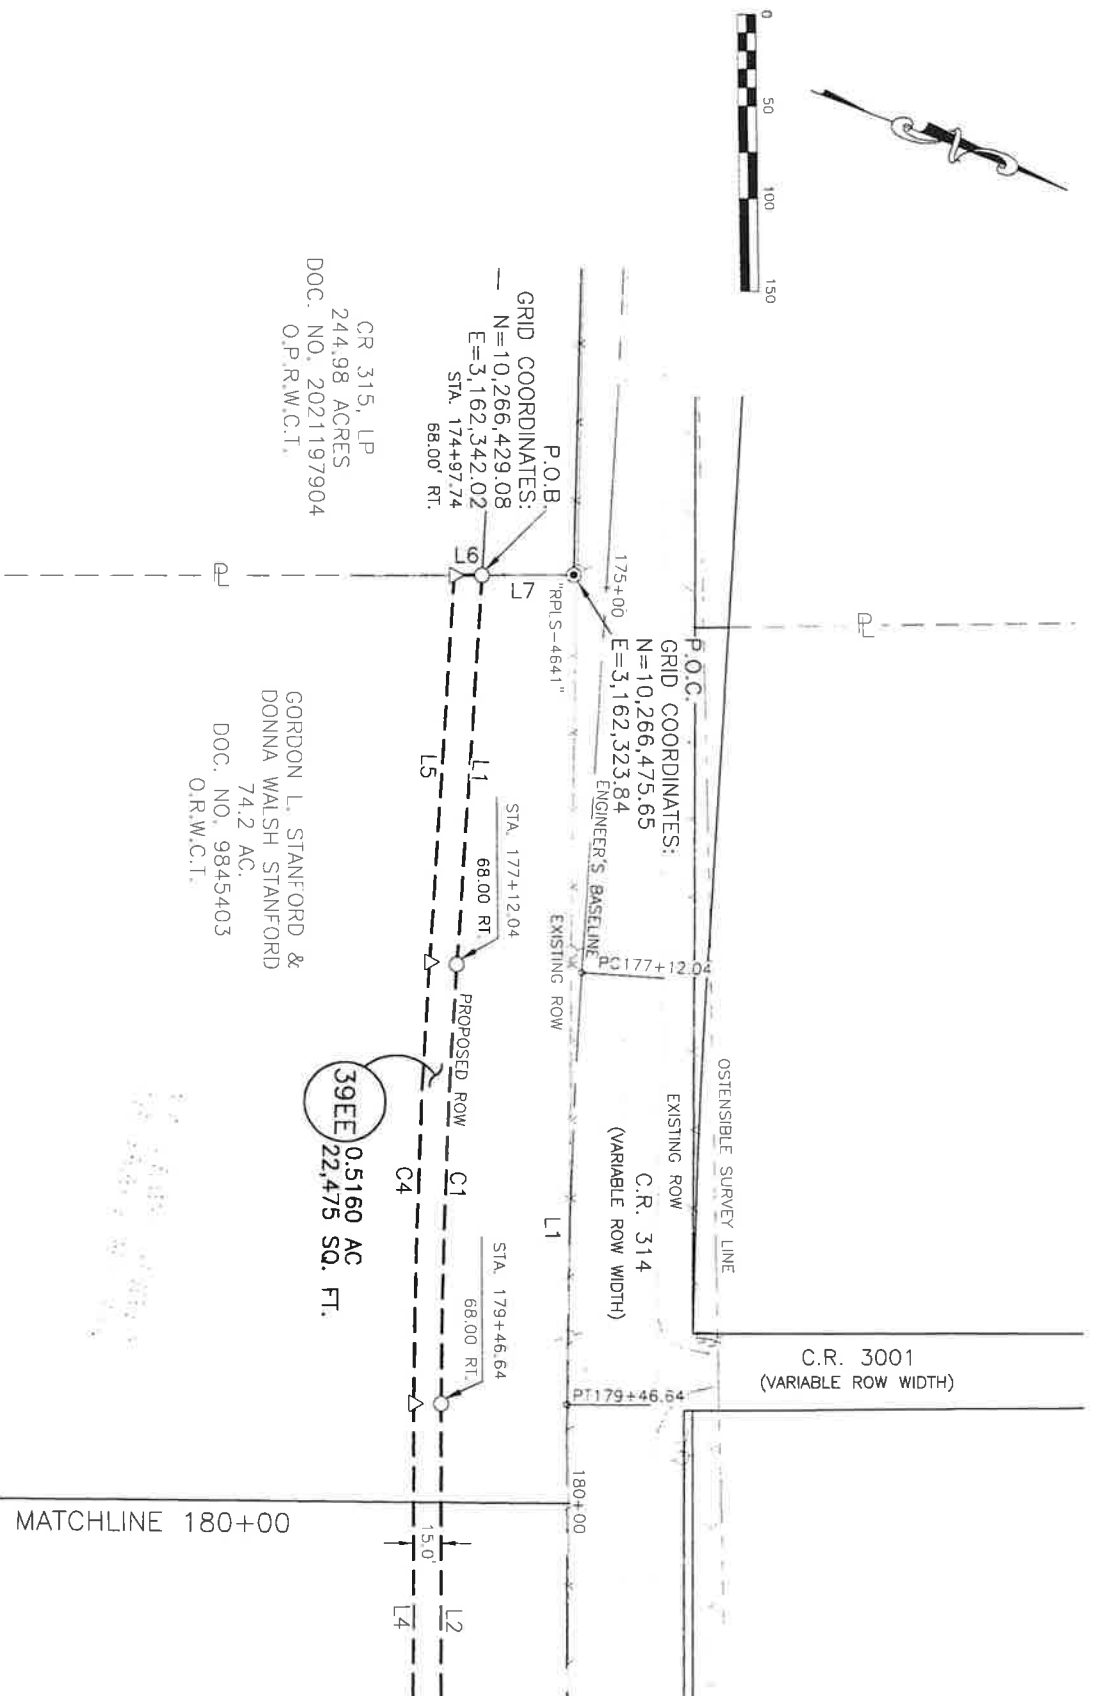 0
50
100
150
P.O.B.
GRID COORDINATES:
N=10,266,429.08
E=3,162,342.02
STA. 174+97.74
68.00' RT.
CR 315, LP
244.98 ACRES
DOC. NO. 2021197904
O.P.R.W.C.T.
L6
L7
"RPLS-4641"
175+00
P.O.C.
GRID COORDINATES:
N=10,266,475.65
E=3,162,323.84
ENGINEER'S BASELINE
PC177+12.04
EXISTING ROW
L1
L5
STA. 177+12.04
68.00 RT.
GORDON L. STANFORD &
DONNA WALSH STANFORD
74.2 AC.
DOC. NO. 9845403
O.R.W.C.T.
PROPOSED ROW
39EE
0.5160 AC
22,475 SQ. FT.
C1
C4
L1
OSTENSIBLE SURVEY LINE
EXISTING ROW
C.R. 314
(VARIABLE ROW WIDTH)
STA. 179+46.64
68.00 RT.
C.R. 3001
(VARIABLE ROW WIDTH)
PT179+46.64
180+00
MATCHLINE 180+00
15.0'
L2
L4